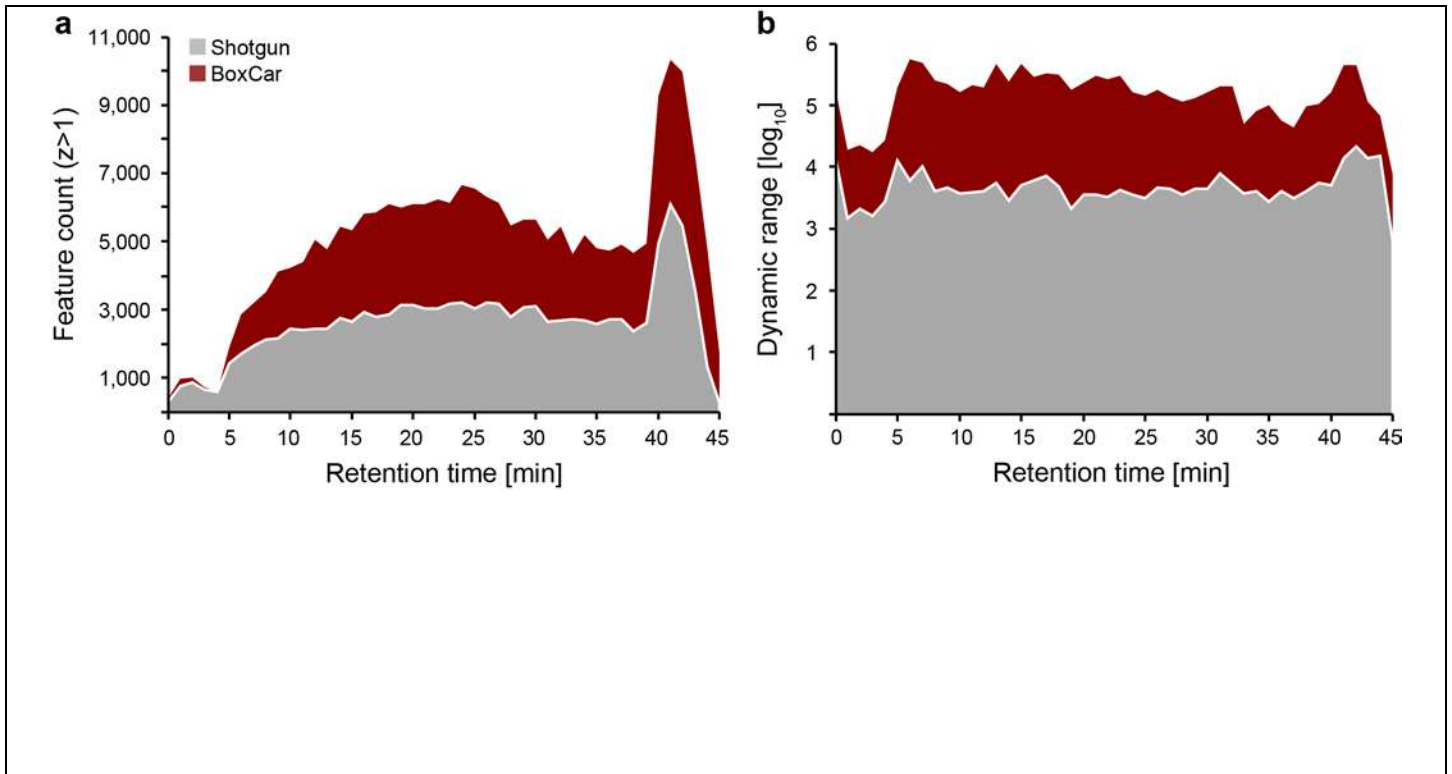 a
11,000
9,000
7,000
5,000
3,000
1,000
Feature count (z>1)
Shotgun
BoxCar
0 5 10 15 20 25 30 35 40 45
Retention time [min]
b
6
5
4
3
2
1
Dynamic range [log₁₀]
0 5 10 15 20 25 30 35 40 45
Retention time [min]